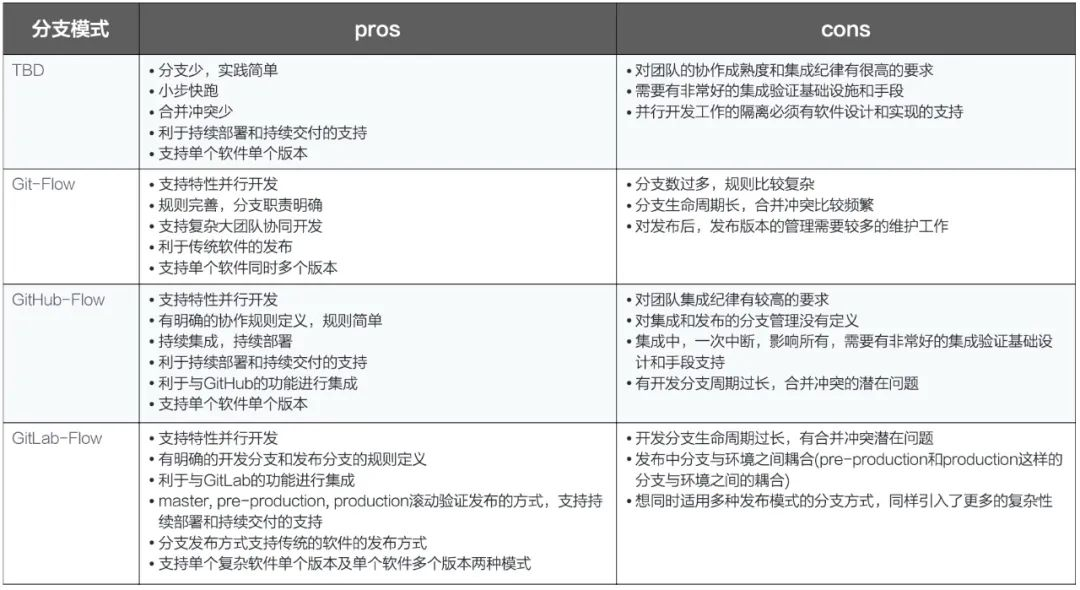 分支模式
pros
cons
TBD
• 分支少，实践简单
• 小步快跑
• 合并冲突少
• 利于持续部署和持续交付的支持
• 支持单个软件单个版本
• 对团队的协作成熟度和集成纪律有很高的要求
• 需要有非常好的集成验证基础设施和手段
• 并行开发工作的隔离必须有软件设计和实现的支持
Git-Flow
• 支持特性并行开发
• 规则完善，分支职责明确
• 支持复杂大团队协同开发
• 利于传统软件的发布
• 支持单个软件同时多个版本
• 分支数过多，规则比较复杂
• 分支生命周期长，合并冲突比较频繁
• 对发布后，发布版本的管理需要较多的维护工作
GitHub-Flow
• 支持特性并行开发
• 有明确的协作规则定义，规则简单
• 持续集成，持续部署
• 利于持续部署和持续交付的支持
• 利于与GitHub的功能进行集成
• 支持单个软件单个版本
• 对团队集成纪律有较高的要求
• 对集成和发布的分支管理没有定义
• 集成中，一次中断，影响所有，需要有非常好的集成验证基础设
计和手段支持
• 有开发分支周期过长，合并冲突的潜在问题
GitLab-Flow
• 支持特性并行开发
• 有明确的开发分支和发布分支的规则定义
• 利于与GitLab的功能进行集成
• master, pre-production, production滚动验证发布的方式，支持持
续部署和持续交付的支持
• 分支发布方式支持传统的软件的发布方式
• 支持单个复杂软件单个版本及单个软件多个版本两种模式
• 开发分支生命周期过长，有合并冲突潜在问题
• 发布中分支与环境之间耦合(pre-production和production这样的
分支与环境之间的耦合)
• 想同时适用多种发布模式的分支方式，同样引入了更多的复杂性